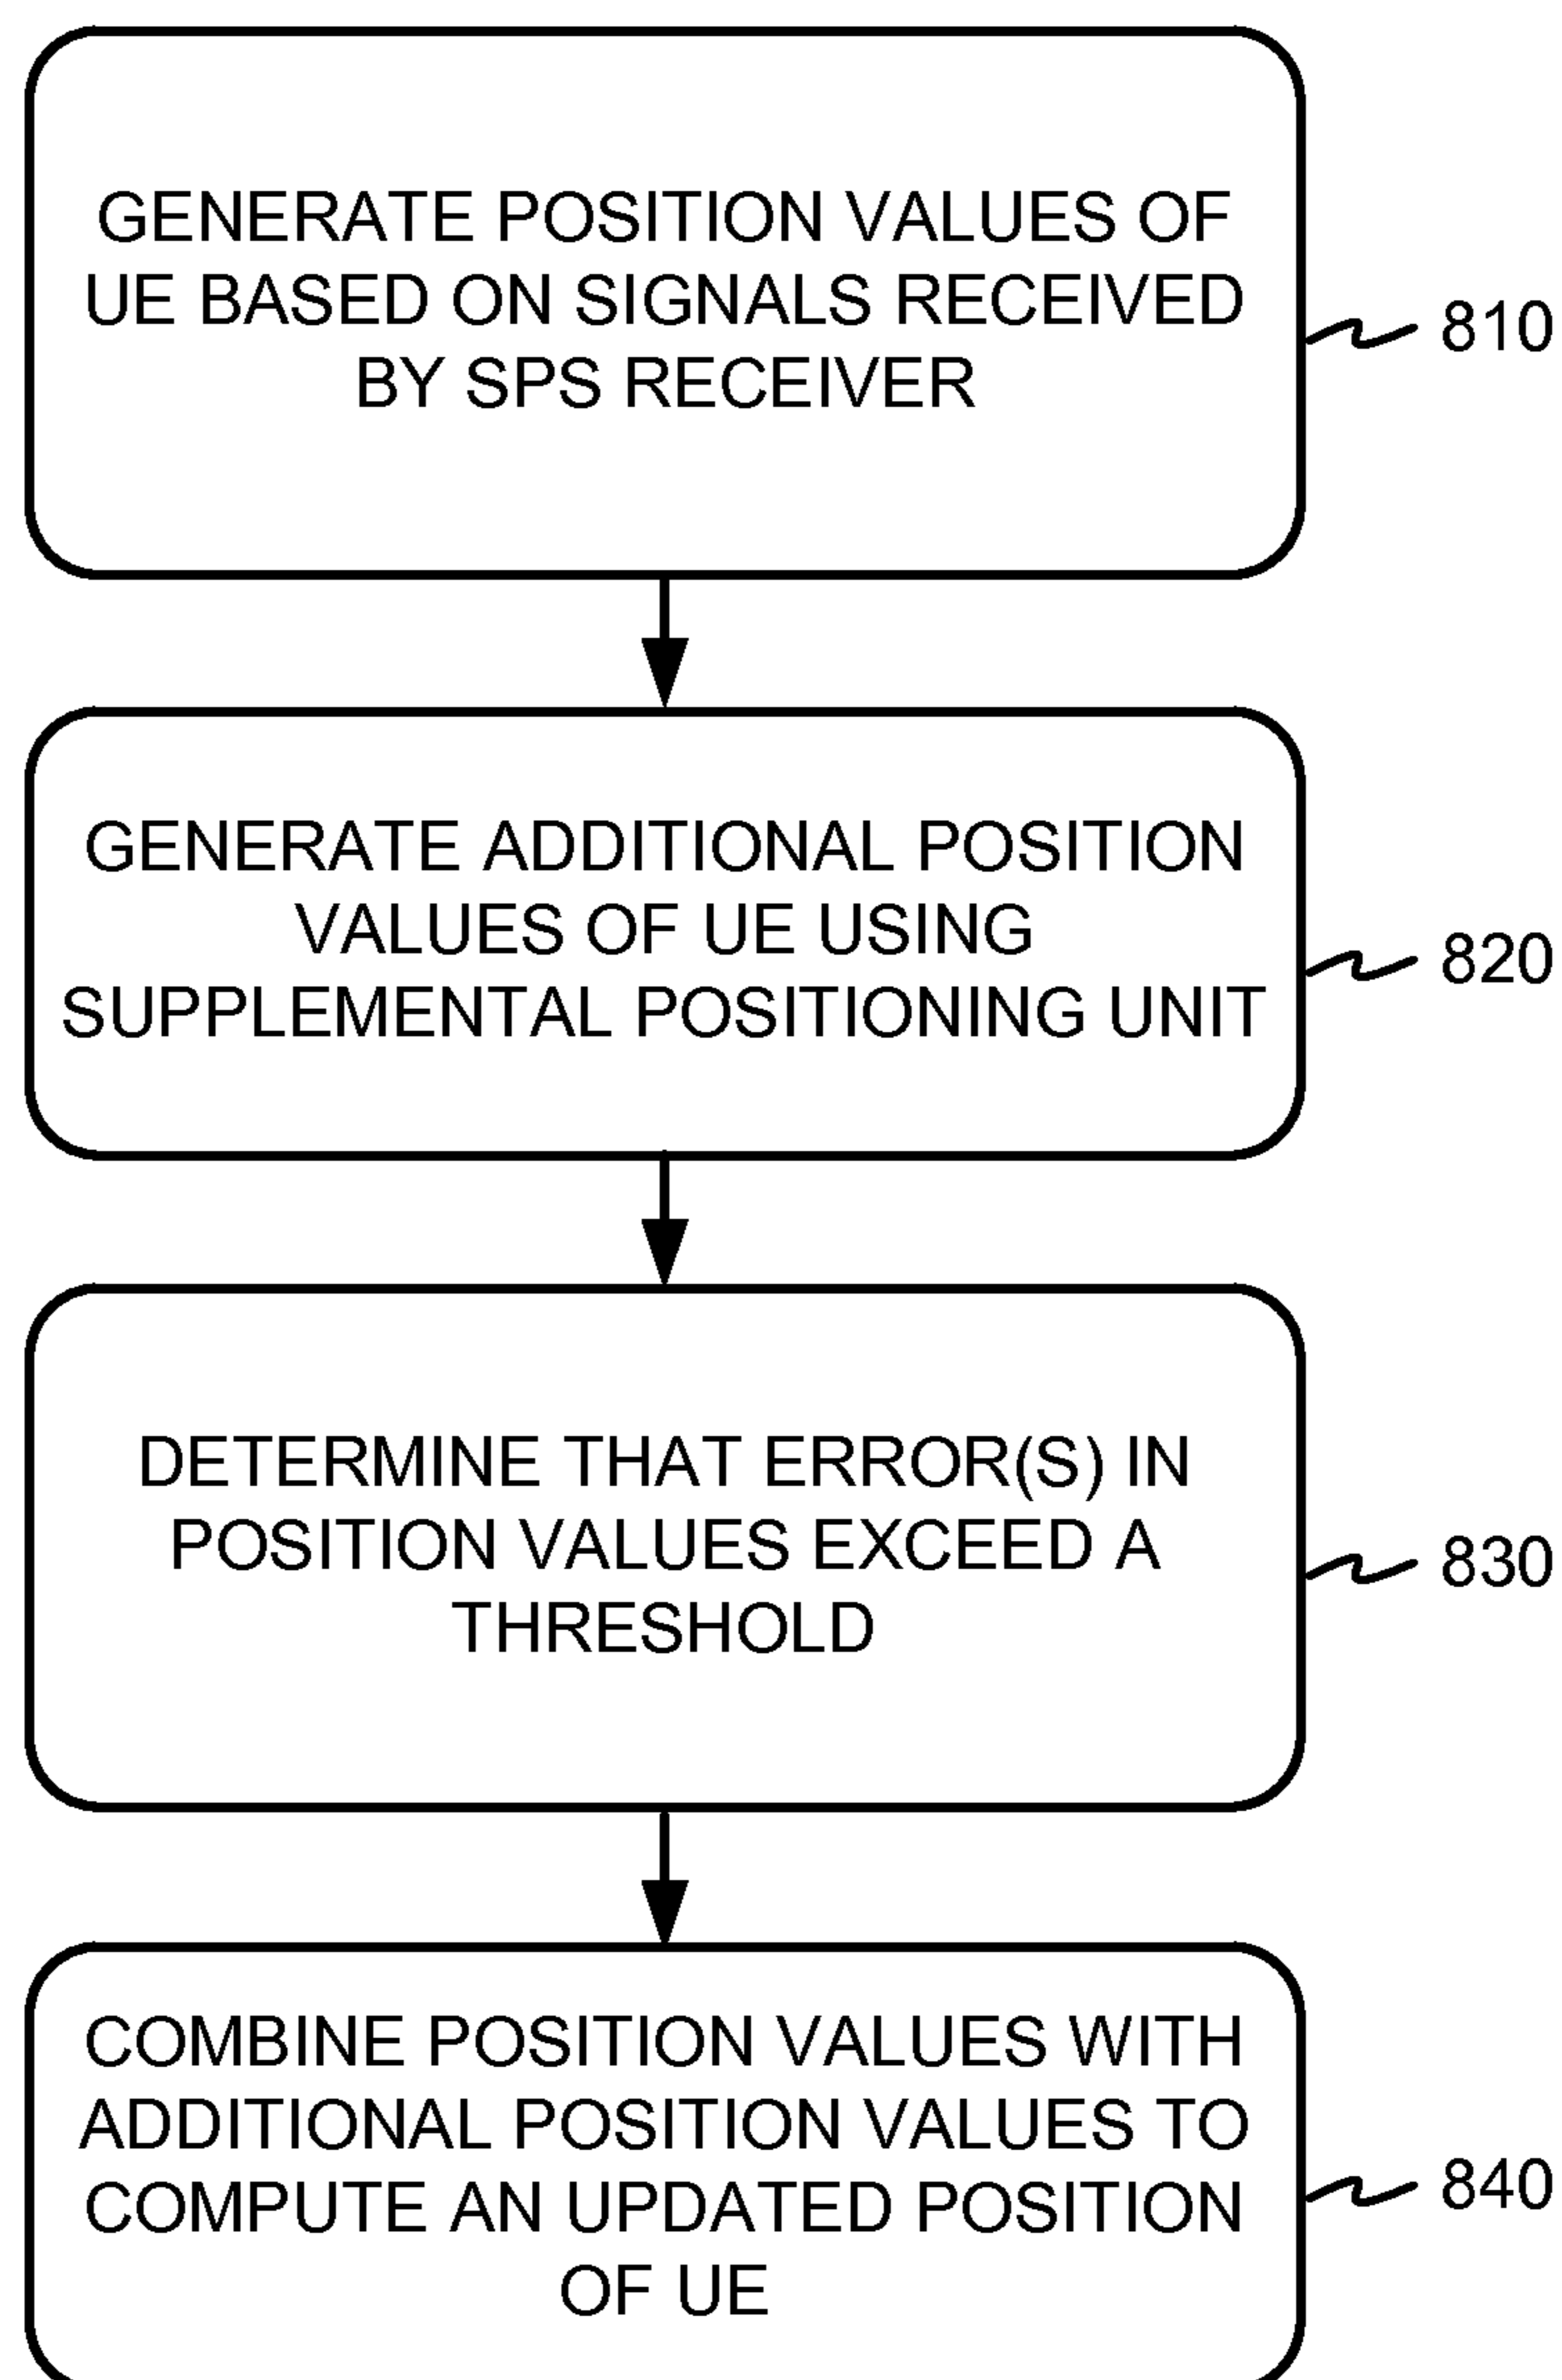 GENERATE POSITION VALUES OF
UE BASED ON SIGNALS RECEIVED
BY SPS RECEIVER
810
GENERATE ADDITIONAL POSITION
VALUES OF UE USING
SUPPLEMENTAL POSITIONING UNIT
820
DETERMINE THAT ERROR(S) IN
POSITION VALUES EXCEED A
THRESHOLD
830
COMBINE POSITION VALUES WITH
ADDITIONAL POSITION VALUES TO
COMPUTE AN UPDATED POSITION
OF UE
840